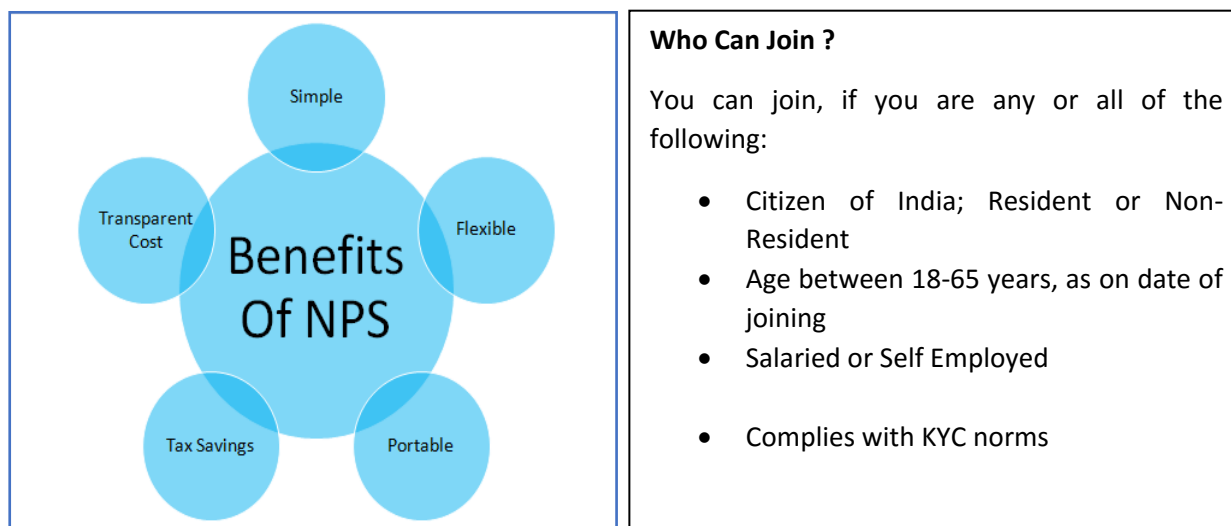 Simple
Flexible
Transparent
Cost
Benefits
Of NPS
Tax Savings
Portable
Who Can Join ?
You can join, if you are any or all of the
following:
• Citizen of India; Resident or Non-
Resident
• Age between 18-65 years, as on date of
joining
• Salaried or Self Employed
• Complies with KYC norms